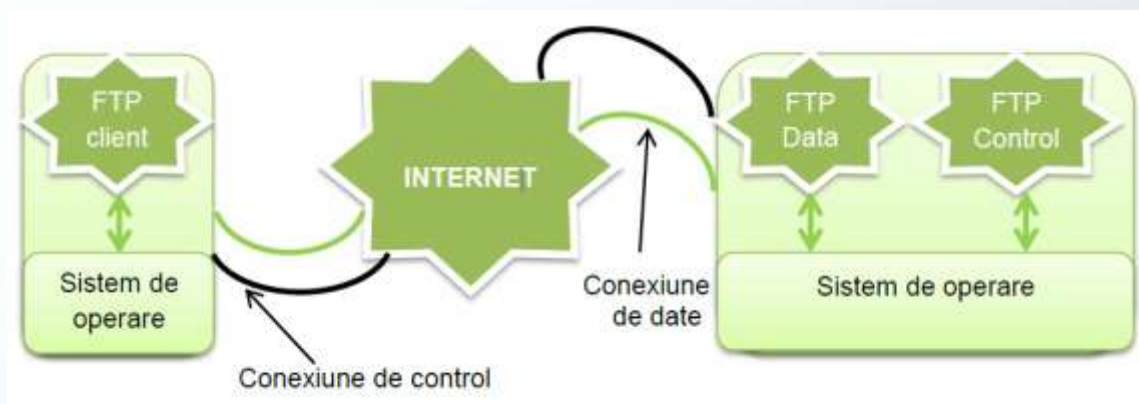 FTP
client
Sistem de
operare
Conexiune de control
INTERNET
Conexiune
de date
FTP
Data
FTP
Control
Sistem de operare